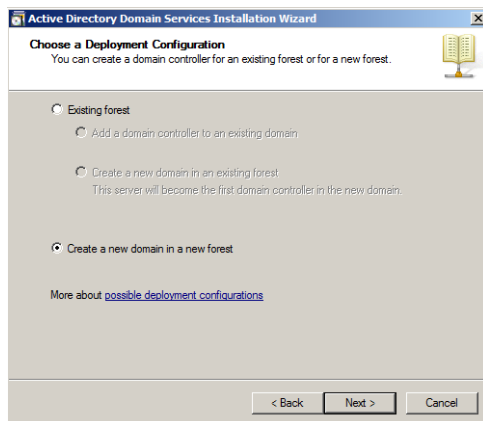 Active Directory Domain Services Installation Wizard
Choose a Deployment Configuration
You can create a domain controller for an existing forest or for a new forest.
Existing forest
Add a domain controller to an existing domain
Create a new domain in an existing forest
This server will become the first domain controller in the new domain.
Create a new domain in a new forest
More about possible deployment configurations
< Back Next > Cancel